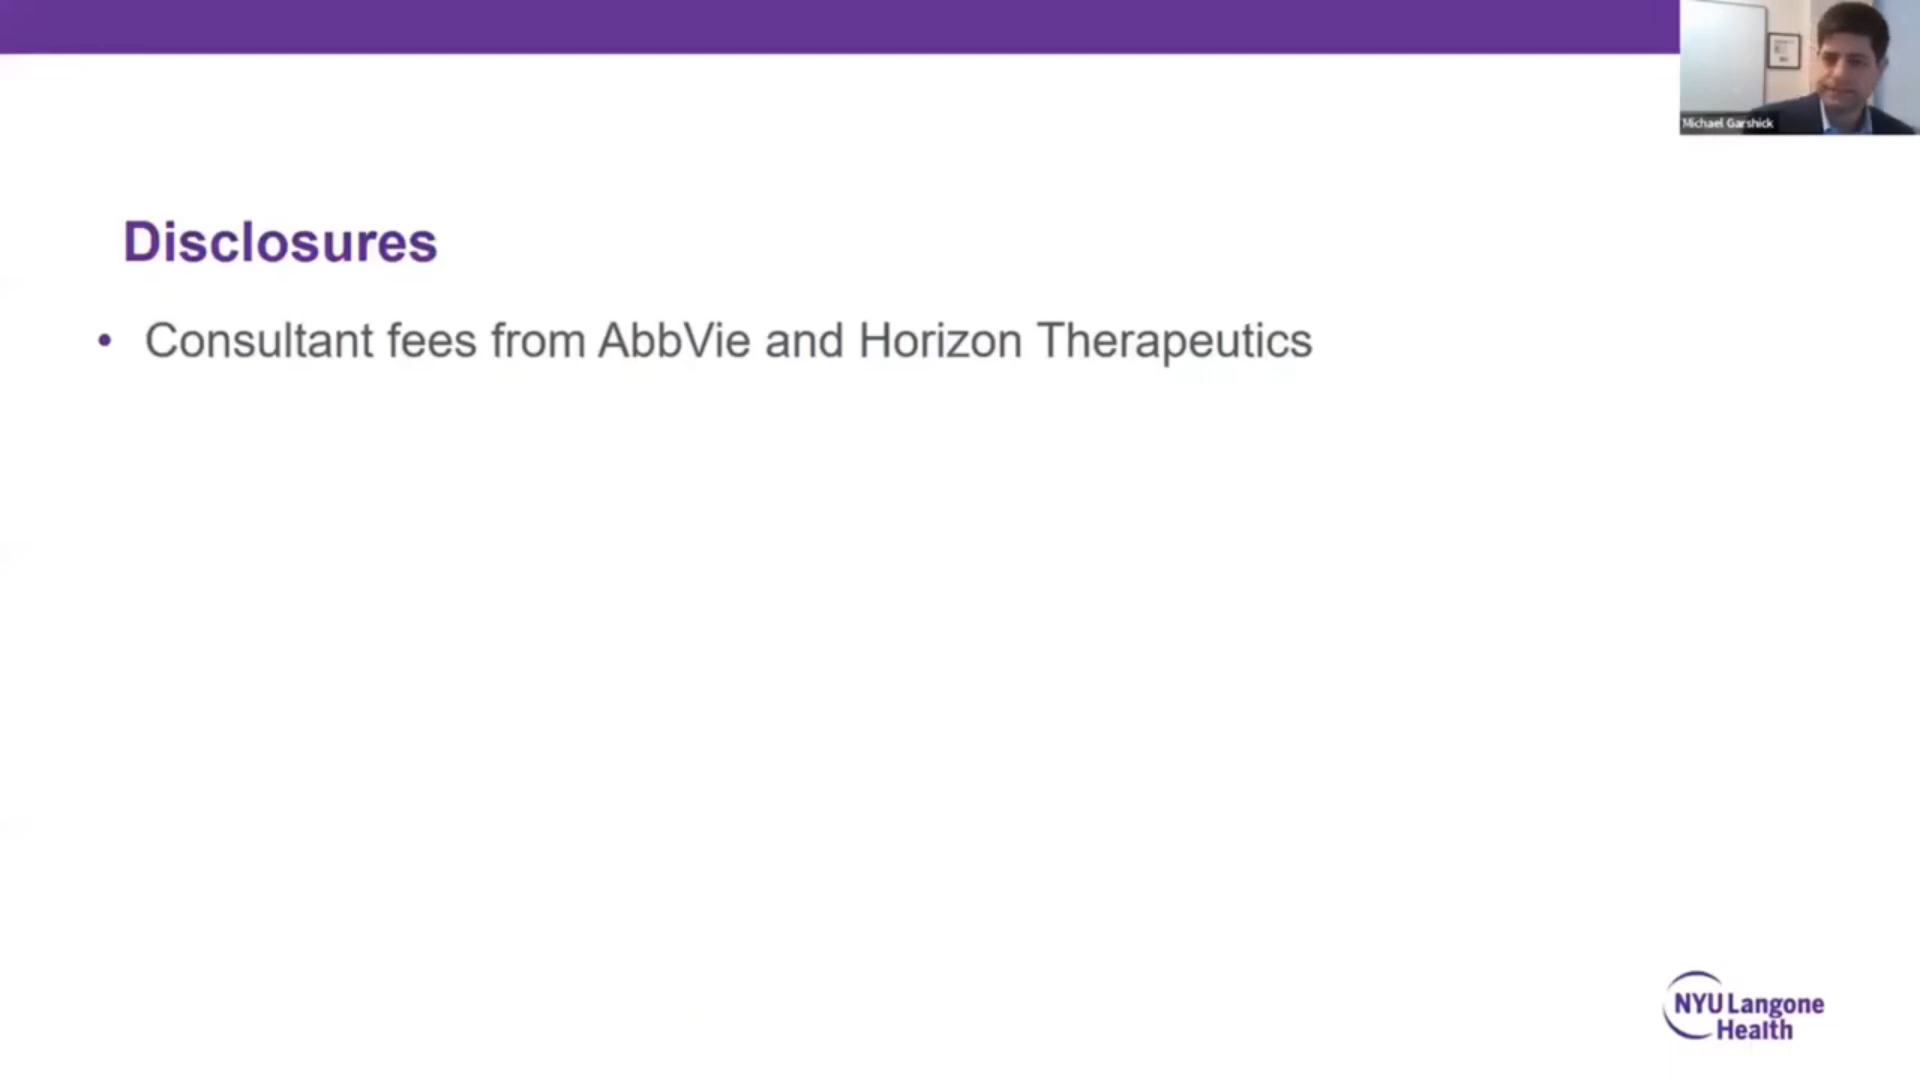 Michael Garshick
Disclosures
• Consultant fees from AbbVie and Horizon Therapeutics
NYU Langone
Health